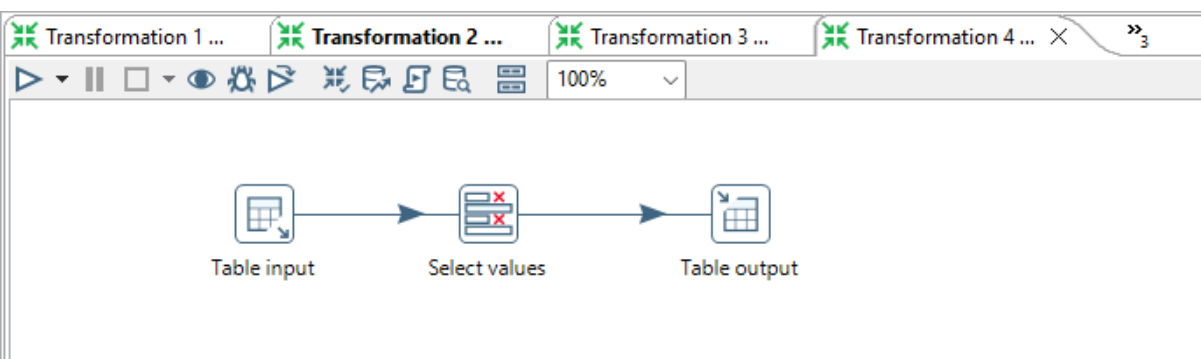 Transformation 1 ...
Transformation 2 ...
Transformation 3 ...
Transformation 4 ...
»3
100%
Table input
Select values
Table output